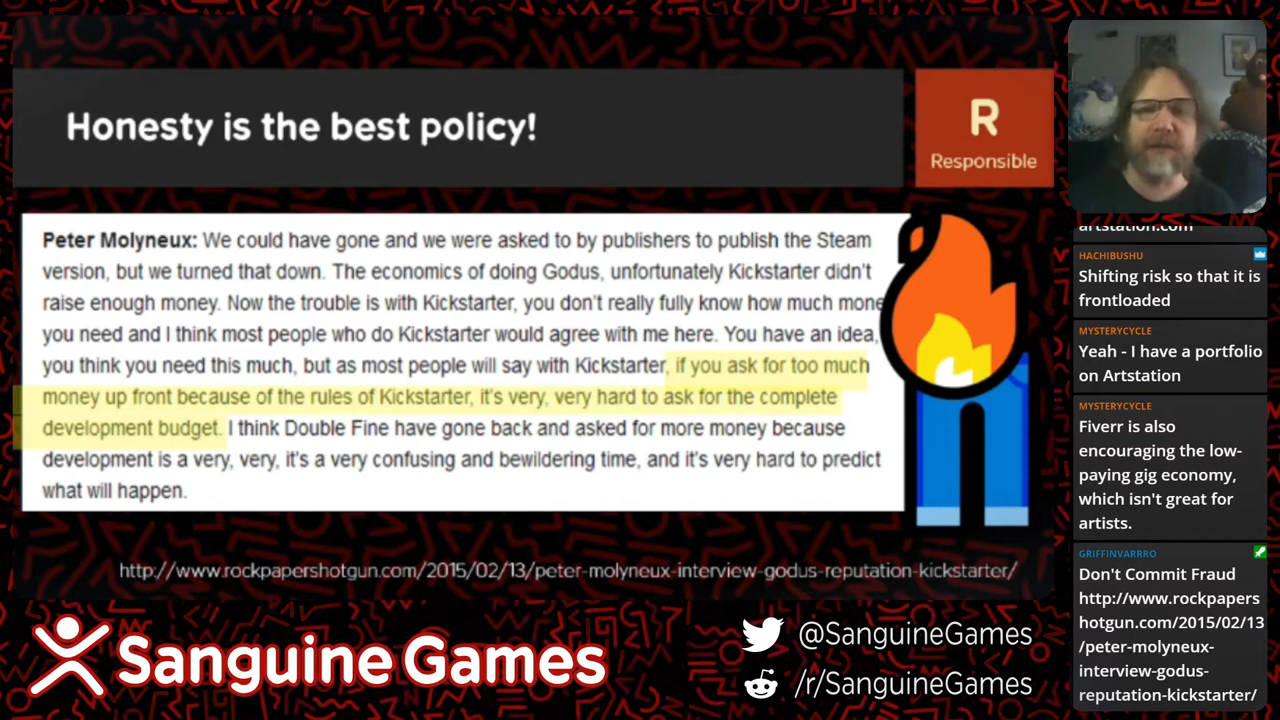 Honesty is the best policy!
R
Responsible
Peter Molyneux: We could have gone and we were asked to by publishers to publish the Steam
version, but we turned that down. The economics of doing Godus, unfortunately Kickstarter didn't
raise enough money. Now the trouble is with Kickstarter, you don't really fully know how much mone
you need and I think most people who do Kickstarter would agree with me here. You have an idea,
you think you need this much, but as most people will say with Kickstarter, if you ask for too much
money up front because of the rules of Kickstarter, it's very, very hard to ask for the complete
development budget. I think Double Fine have gone back and asked for more money because
development is a very, very, it's a very confusing and bewildering time, and it's very hard to predict
what will happen.
http://www.rockpapershotgun.com/2015/02/13/peter-molyneux-interview-godus-reputation-kickstarter/
Sanguine Games
@SanguineGames
/r/SanguineGames
artstation.com
HACHIBUSHU
Shifting risk so that it is
frontloaded
MYSTERYCYCLE
Yeah - I have a portfolio
on Artstation
MYSTERYCYCLE
Fiverr is also
encouraging the low-
paying gig economy,
which isn't great for
artists.
GRIFFINVARRRO
Don't Commit Fraud
http://www.rockpapers
hotgun.com/2015/02/13
/peter-molyneux-
interview-godus-
reputation-kickstarter/